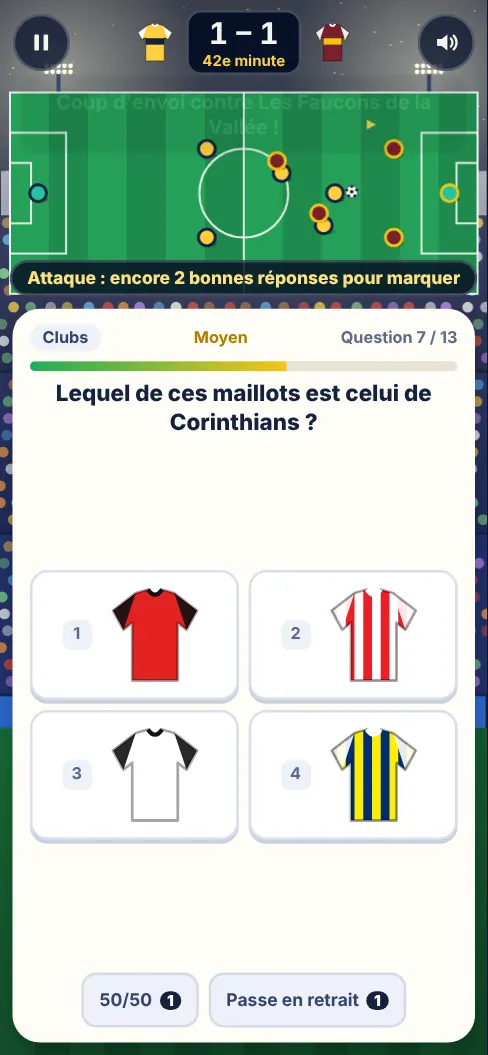 1 – 1
42e minute
Coup d'envoi contre Les Faucons de la
Vallée !
Attaque : encore 2 bonnes réponses pour marquer
Clubs
Moyen
Question 7 / 13
Lequel de ces maillots est celui de
Corinthians ?
1
2
3
4
50/50 1
Passe en retrait 1